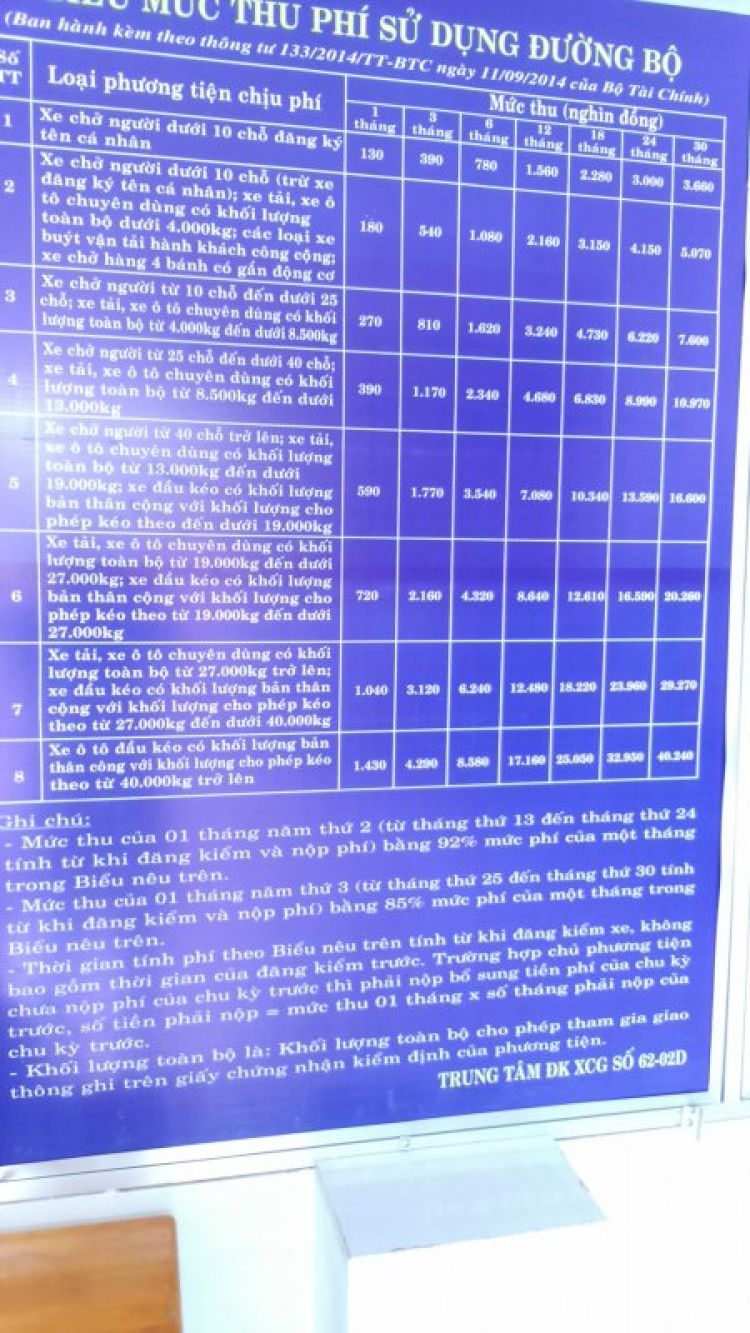 MỨC THU PHÍ SỬ DỤNG ĐƯỜNG BỘ
(Ban hành kèm theo thông tư 133/2014/TT-BTC ngày 11/09/2014 của Bộ Tài Chính)
Số TT
Loại phương tiện chịu phí
Mức thu (nghìn đồng)
1 tháng 3 tháng 6 tháng 12 tháng 18 tháng 24 tháng 30 tháng
1
Xe chở người dưới 10 chỗ đăng ký
tên cá nhân
130 390 780 1.560 2.280 3.000 3.660
2
Xe chở người dưới 10 chỗ (trừ xe
đăng ký tên cá nhân); xe tải, xe ô
tô chuyên dùng có khối lượng
toàn bộ dưới 4.000kg; các loại xe
buýt vận tải hành khách công cộng;
xe chở hàng 4 bánh có gắn động cơ
180 540 1.080 2.160 3.150 4.150 5.070
3
Xe chở người từ 10 chỗ đến dưới 25
chỗ; xe tải, xe ô tô chuyên dùng có khối
lượng toàn bộ từ 4.000kg đến dưới 8.500kg
270 810 1.620 3.240 4.730 6.220 7.600
4
Xe chở người từ 25 chỗ đến dưới 40 chỗ;
xe tải, xe ô tô chuyên dùng có khối
lượng toàn bộ từ 8.500kg đến dưới
13.000kg
390 1.170 2.340 4.680 6.830 8.990 10.970
5
Xe chở người từ 40 chỗ trở lên; xe tải,
xe ô tô chuyên dùng có khối lượng
toàn bộ từ 13.000kg đến dưới
19.000kg; xe đầu kéo có khối lượng
bản thân cộng với khối lượng cho
phép kéo theo đến dưới 19.000kg
590 1.770 3.540 7.080 10.340 13.590 16.600
6
Xe tải, xe ô tô chuyên dùng có khối
lượng toàn bộ từ 19.000kg đến dưới
27.000kg; xe đầu kéo có khối lượng
bản thân cộng với khối lượng cho
phép kéo theo từ 19.000kg đến dưới
27.000kg
720 2.160 4.320 8.640 12.610 16.590 20.260
7
Xe tải, xe ô tô chuyên dùng có khối
lượng toàn bộ từ 27.000kg trở lên;
xe đầu kéo có khối lượng bản thân
cộng với khối lượng cho phép kéo
theo từ 27.000kg đến dưới 40.000kg
1.040 3.120 6.240 12.480 18.220 23.960 29.270
8
Xe ô tô đầu kéo có khối lượng bản
thân công với khối lượng cho phép kéo
theo từ 40.000kg trở lên
1.430 4.290 8.580 17.160 25.050 32.950 40.240
Ghi chú:
- Mức thu của 01 tháng năm thứ 2 (từ tháng thứ 13 đến tháng thứ 24
tính từ khi đăng kiểm và nộp phí) bằng 92% mức phí của một tháng
trong Biểu nêu trên.
- Mức thu của 01 tháng năm thứ 3 (từ tháng thứ 25 đến tháng thứ 30 tính
từ khi đăng kiểm và nộp phí) bằng 85% mức phí của một tháng trong
Biểu nêu trên.
- Thời gian tính phí theo Biểu nêu trên tính từ khi đăng kiểm xe, không
bao gồm thời gian của đăng kiểm trước. Trường hợp chủ phương tiện
chưa nộp phí của chu kỳ trước thì phải nộp bổ sung tiền phí của chu kỳ
trước, số tiền phải nộp = mức thu 01 tháng x số tháng phải nộp của
chu kỳ trước.
- Khối lượng toàn bộ là: Khối lượng toàn bộ cho phép tham gia giao
thông ghi trên giấy chứng nhận kiểm định của phương tiện.
TRUNG TÂM ĐK XCG SỐ 62-02D